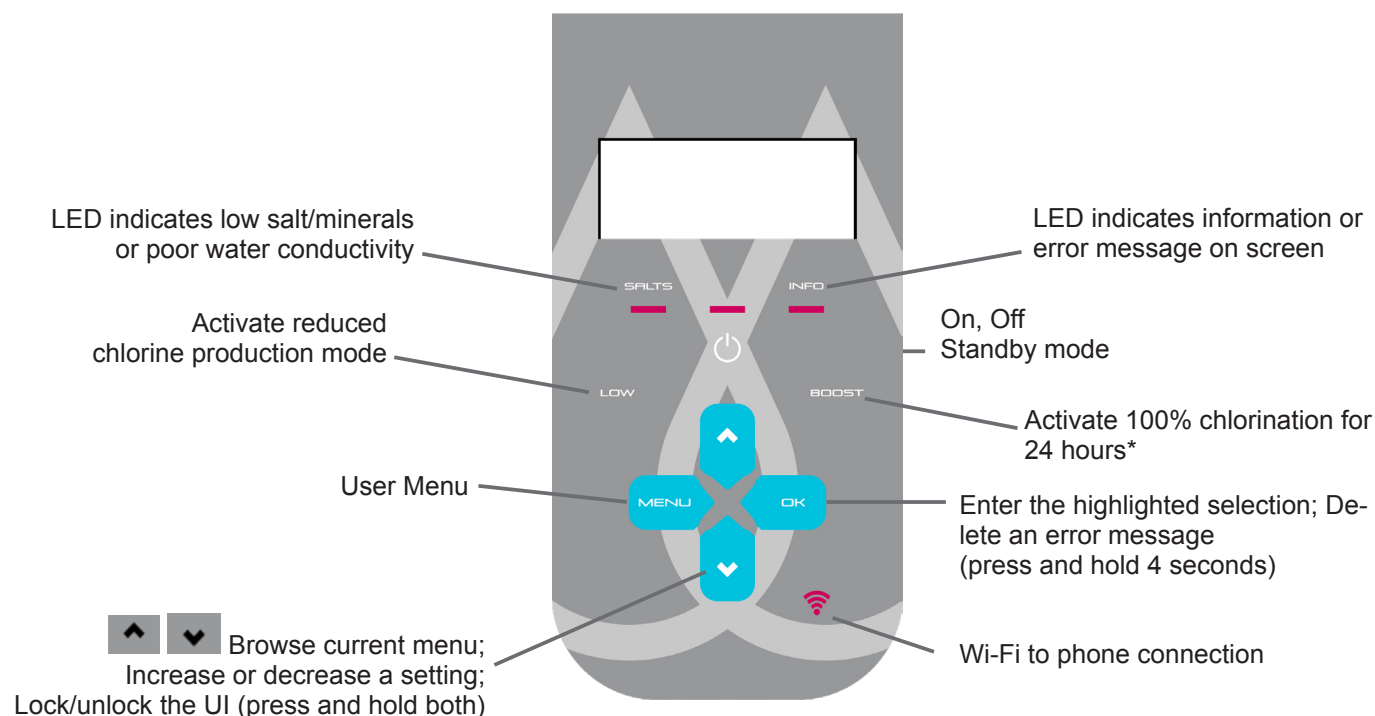 LED indicates low salt/minerals
or poor water conductivity
LED indicates information or
error message on screen
SALTS
INFO
Activate reduced
chlorine production mode
On, Off
Standby mode
LOW
BOOST
Activate 100% chlorination for
24 hours*
User Menu
MENU
OK
Enter the highlighted selection; De-
lete an error message
(press and hold 4 seconds)
Browse current menu;
Increase or decrease a setting;
Lock/unlock the UI (press and hold both)
Wi-Fi to phone connection